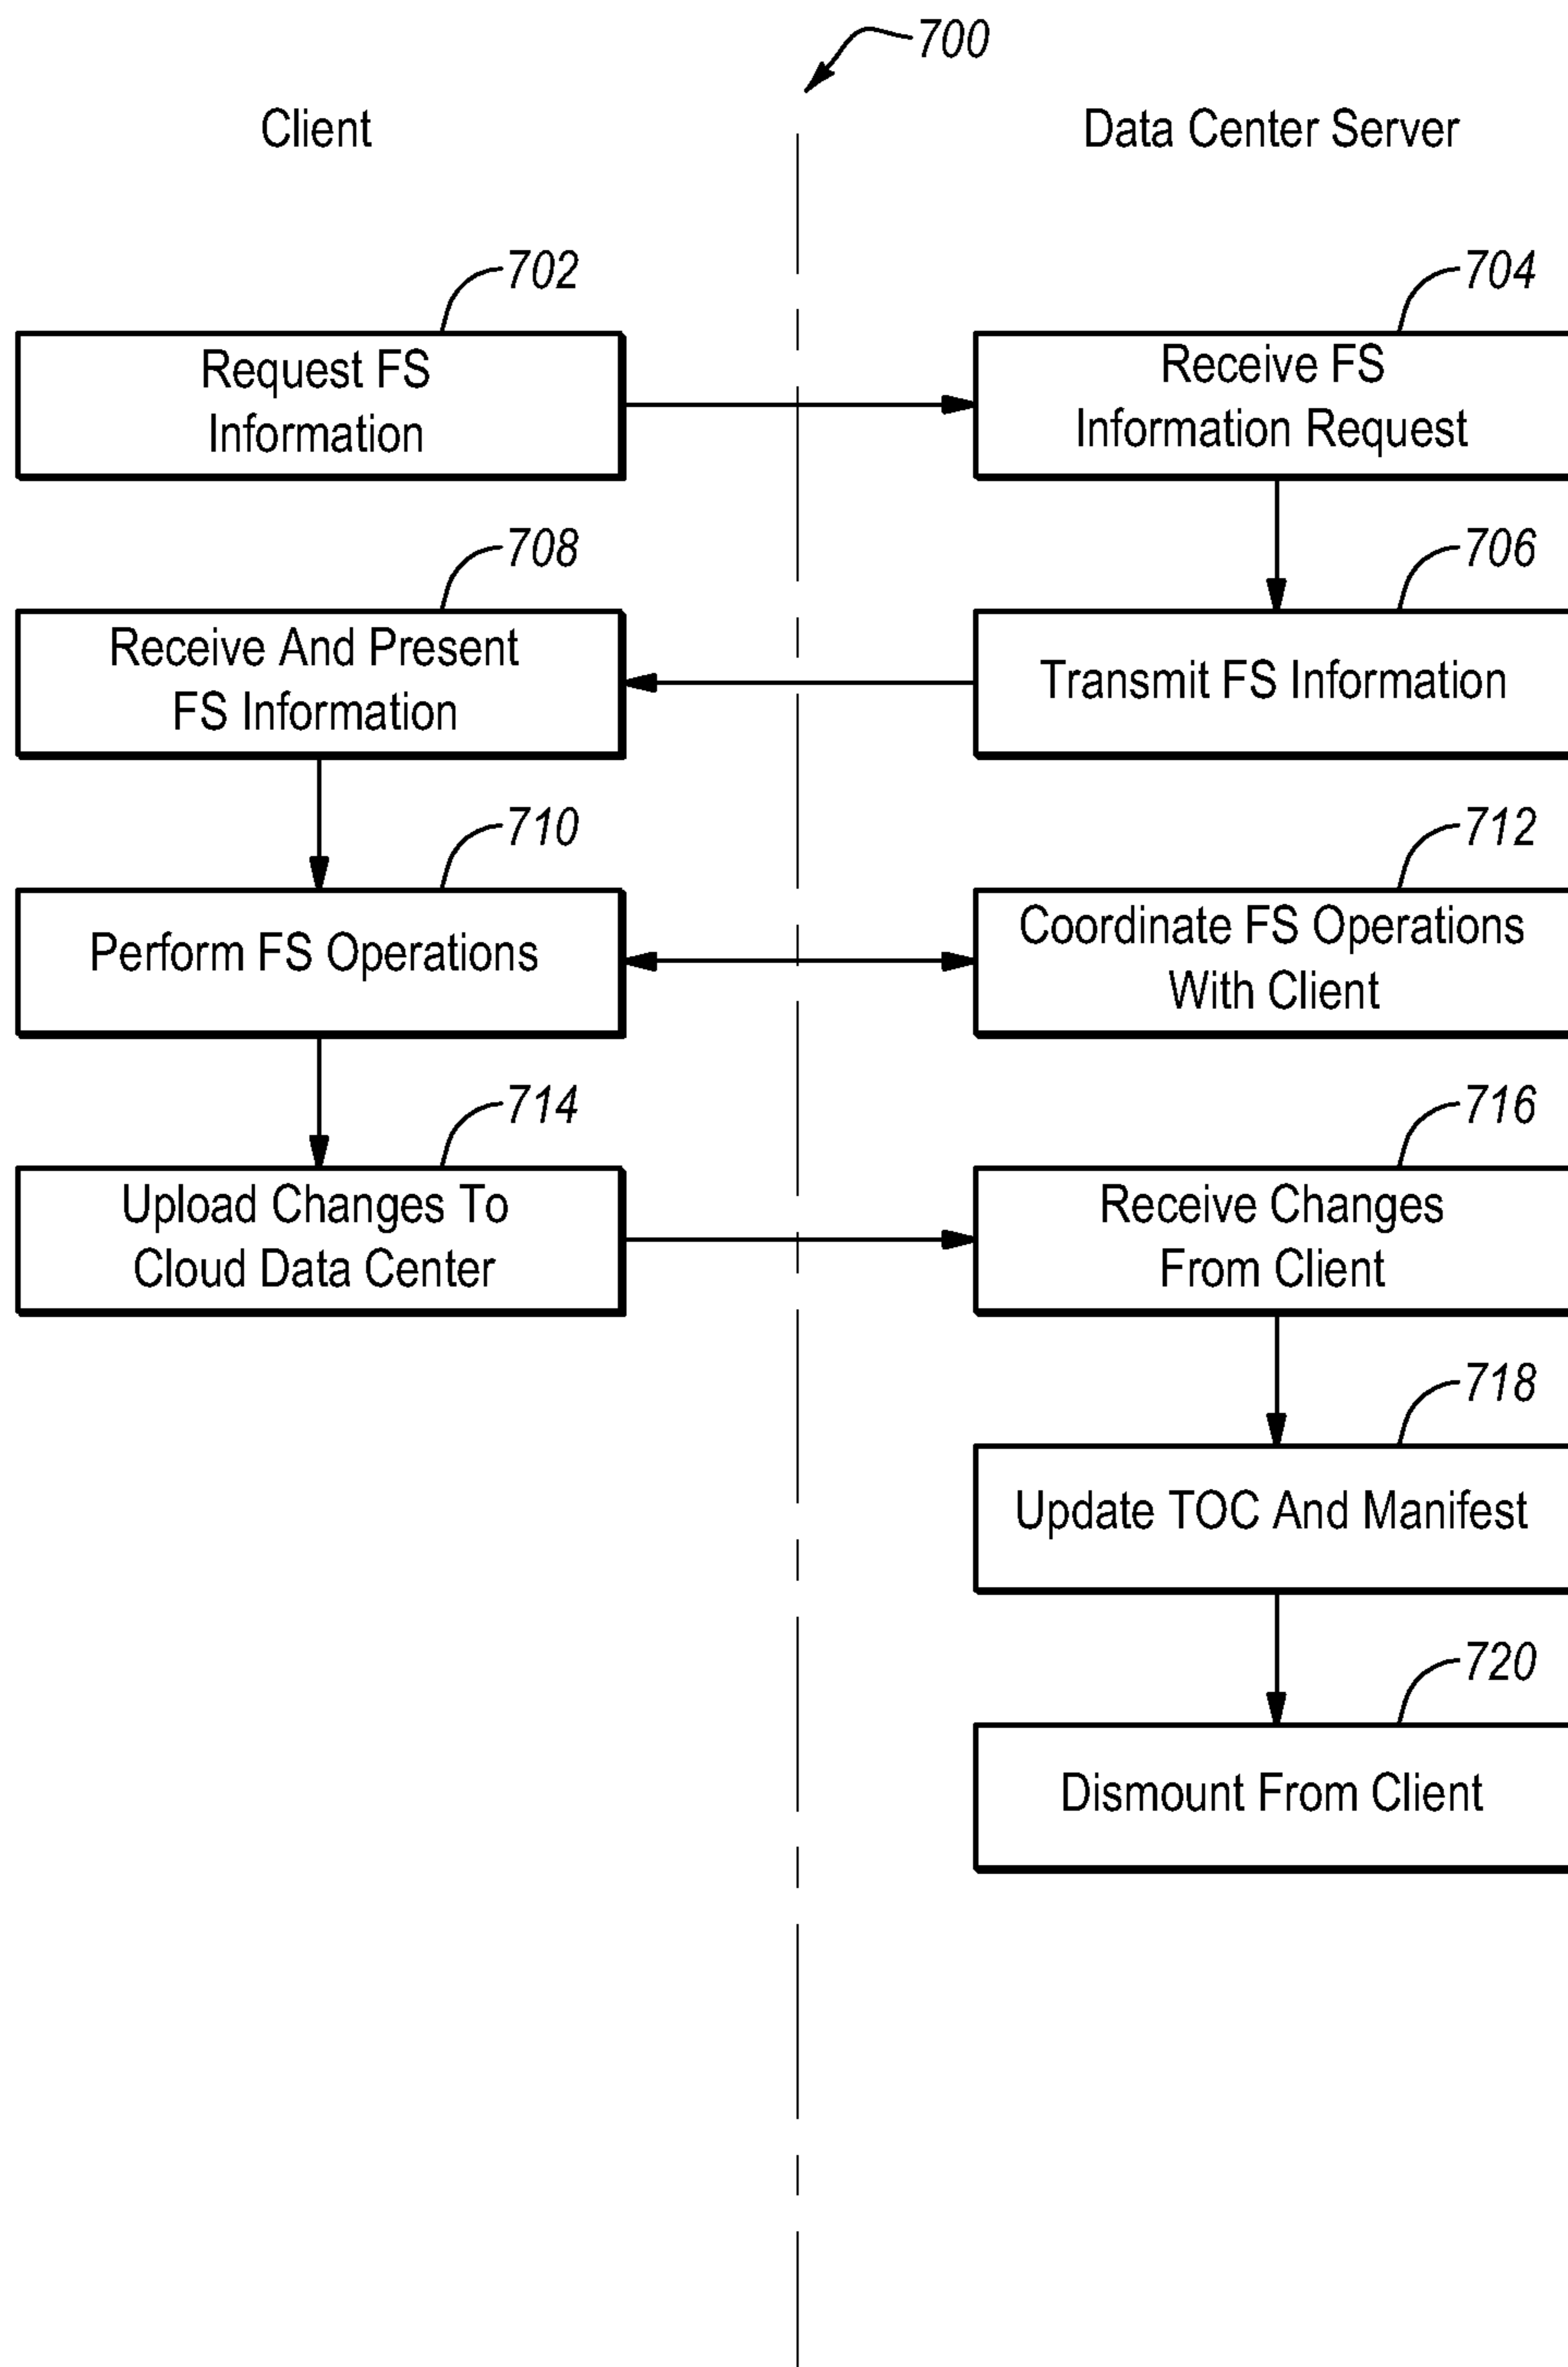 700
Client
Data Center Server
702
704
Request FS
Information
Receive FS
Information Request
708
706
Receive And Present
FS Information
Transmit FS Information
710
712
Perform FS Operations
Coordinate FS Operations
With Client
714
716
Upload Changes To
Cloud Data Center
Receive Changes
From Client
718
Update TOC And Manifest
720
Dismount From Client